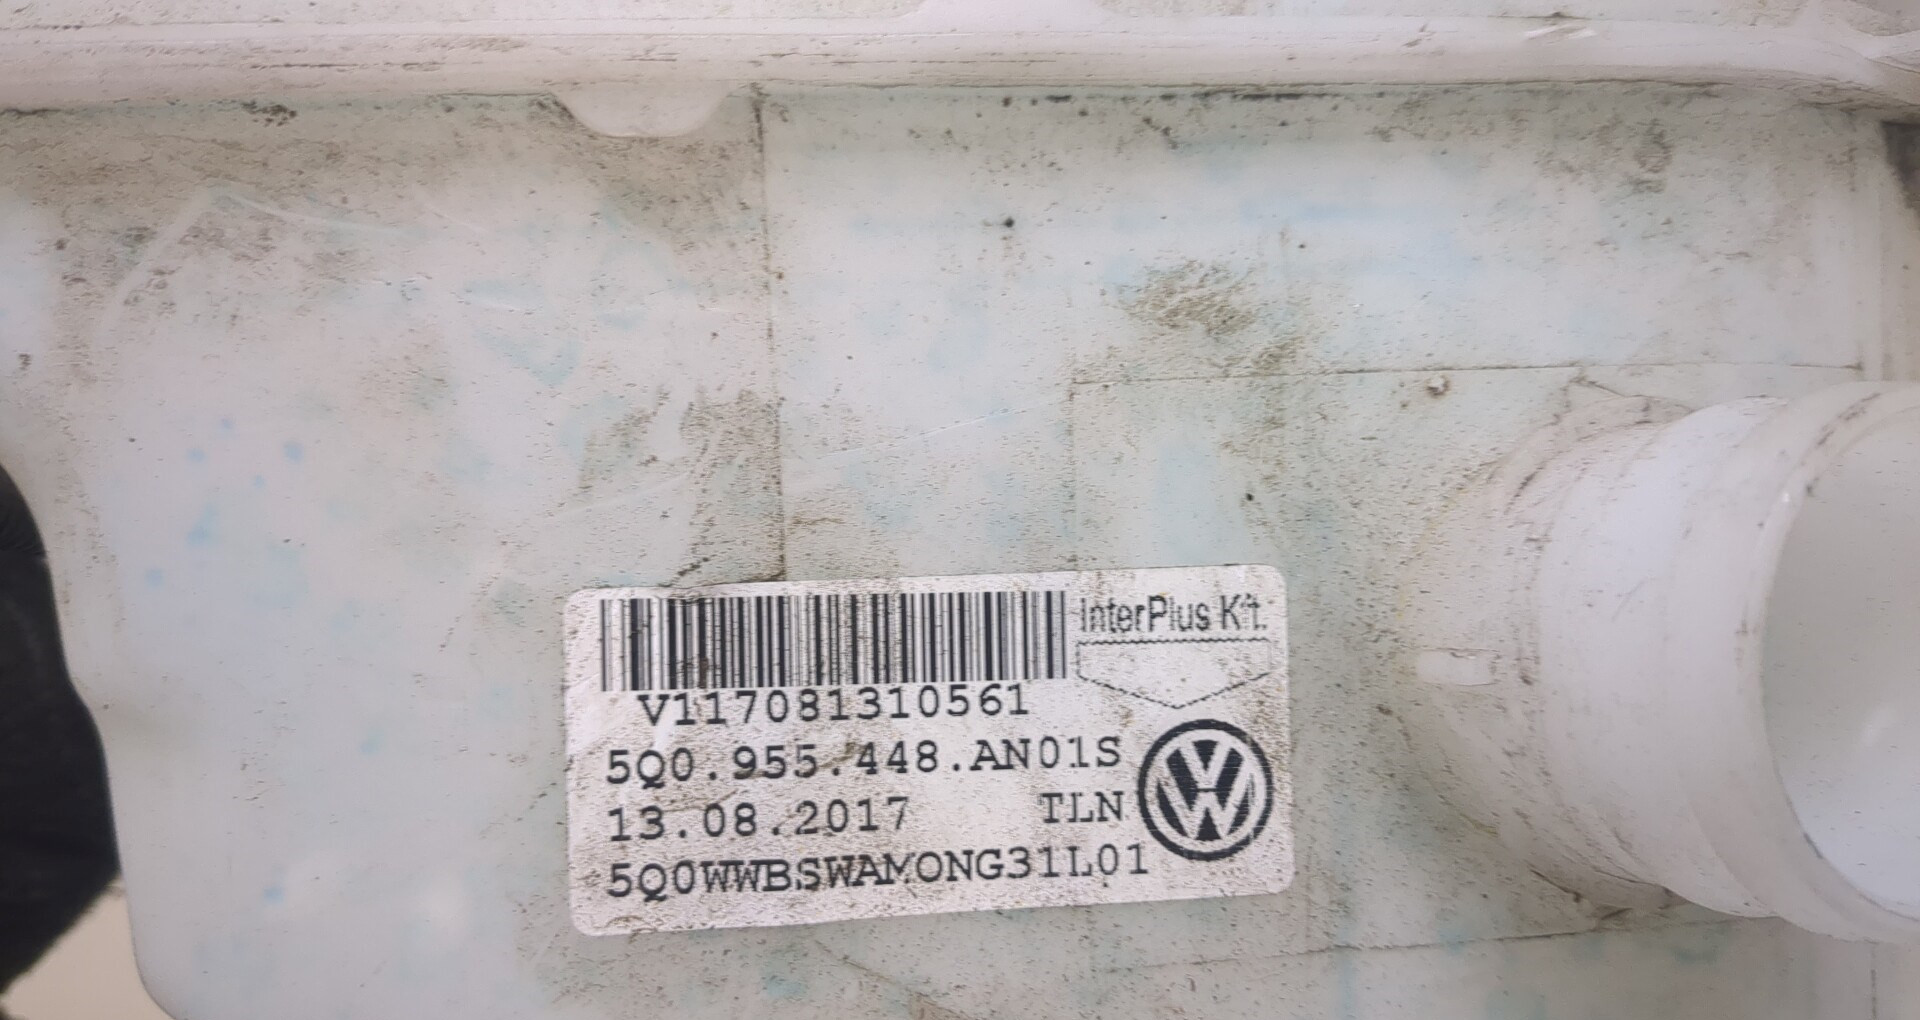 InterPlus Kft.
V117081310561
5Q0.955.448.AN01S
13.08.2017 TLN
5Q0WWBSWAMONG31L01